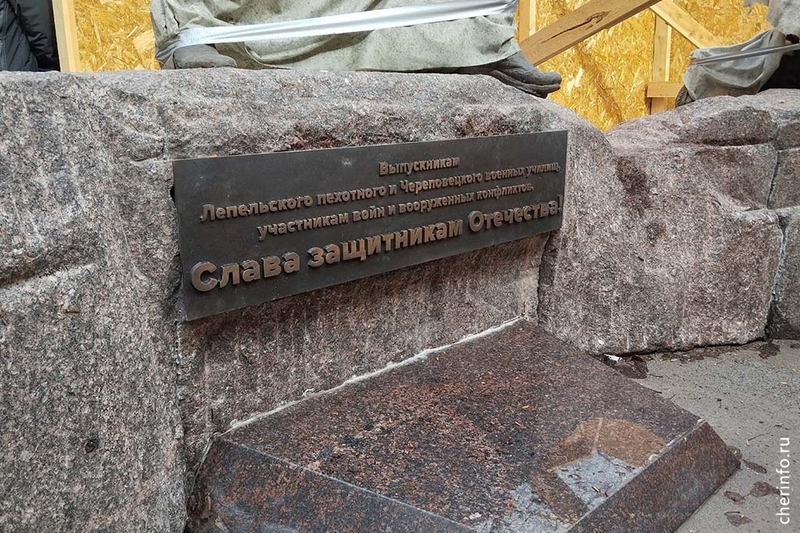 Выпускникам
Лепельского пехотного и Череповецкого военных училищ,
участникам войн и вооруженных конфликтов.
Слава защитникам Отечества!
cherinfo.ru